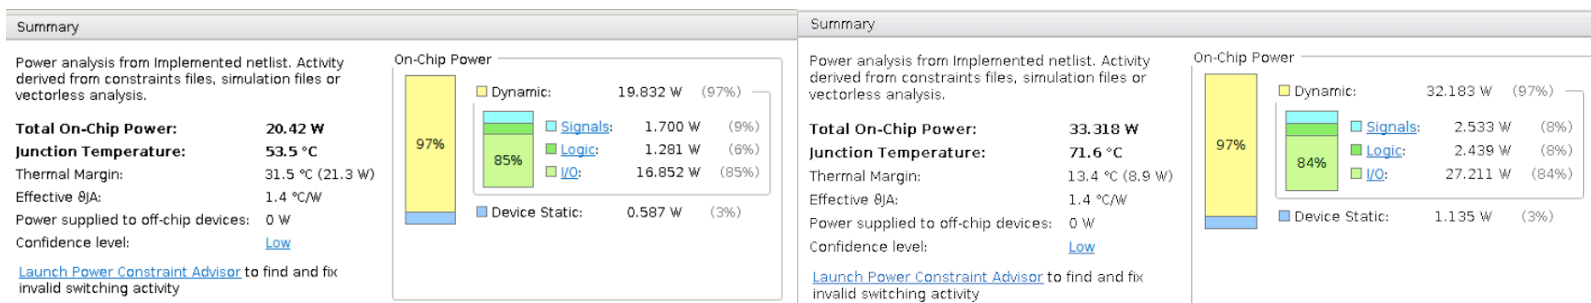 Summary
Power analysis from Implemented netlist. Activity
derived from constraints files, simulation files or
vectorless analysis.
Total On-Chip Power: 20.42 W
Junction Temperature: 53.5 °C
Thermal Margin: 31.5 °C (21.3 W)
Effective ϑJA: 1.4 °C/W
Power supplied to off-chip devices: 0 W
Confidence level: Low
Launch Power Constraint Advisor to find and fix
invalid switching activity
On-Chip Power
97%
Dynamic: 19.832 W (97%)
85%
Signals: 1.700 W (9%)
Logic: 1.281 W (6%)
I/O: 16.852 W (85%)
Device Static: 0.587 W (3%)
Summary
Power analysis from Implemented netlist. Activity
derived from constraints files, simulation files or
vectorless analysis.
Total On-Chip Power: 33.318 W
Junction Temperature: 71.6 °C
Thermal Margin: 13.4 °C (8.9 W)
Effective ϑJA: 1.4 °C/W
Power supplied to off-chip devices: 0 W
Confidence level: Low
Launch Power Constraint Advisor to find and fix
invalid switching activity
On-Chip Power
97%
Dynamic: 32.183 W (97%)
84%
Signals: 2.533 W (8%)
Logic: 2.439 W (8%)
I/O: 27.211 W (84%)
Device Static: 1.135 W (3%)